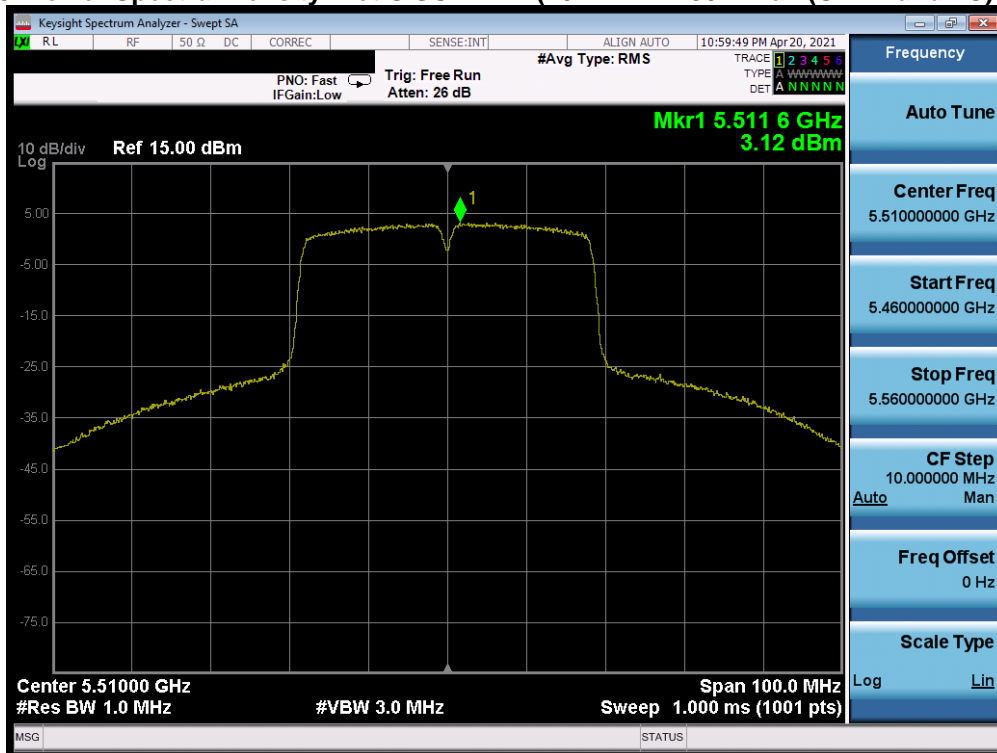 Keysight Spectrum Analyzer - Swept SA
LXI RL RF 50 Ω DC CORREC SENSE:INT ALIGN AUTO 10:59:49 PM Apr 20, 2021
#Avg Type: RMS
TRACE 1 2 3 4 5 6
TYPE A WWWWW
DET A N N N N N
PNO: Fast
IFGain:Low
Trig: Free Run
Atten: 26 dB
Mkr1 5.511 6 GHz
3.12 dBm
10 dB/div Ref 15.00 dBm
Log
1
5.00
-5.00
-15.0
-25.0
-35.0
-45.0
-55.0
-65.0
-75.0
Center 5.51000 GHz Span 100.0 MHz
#Res BW 1.0 MHz #VBW 3.0 MHz Sweep 1.000 ms (1001 pts)
MSG STATUS
Frequency
Auto Tune
Center Freq
5.510000000 GHz
Start Freq
5.460000000 GHz
Stop Freq
5.560000000 GHz
CF Step
10.000000 MHz
Auto Man
Freq Offset
0 Hz
Scale Type
Log Lin